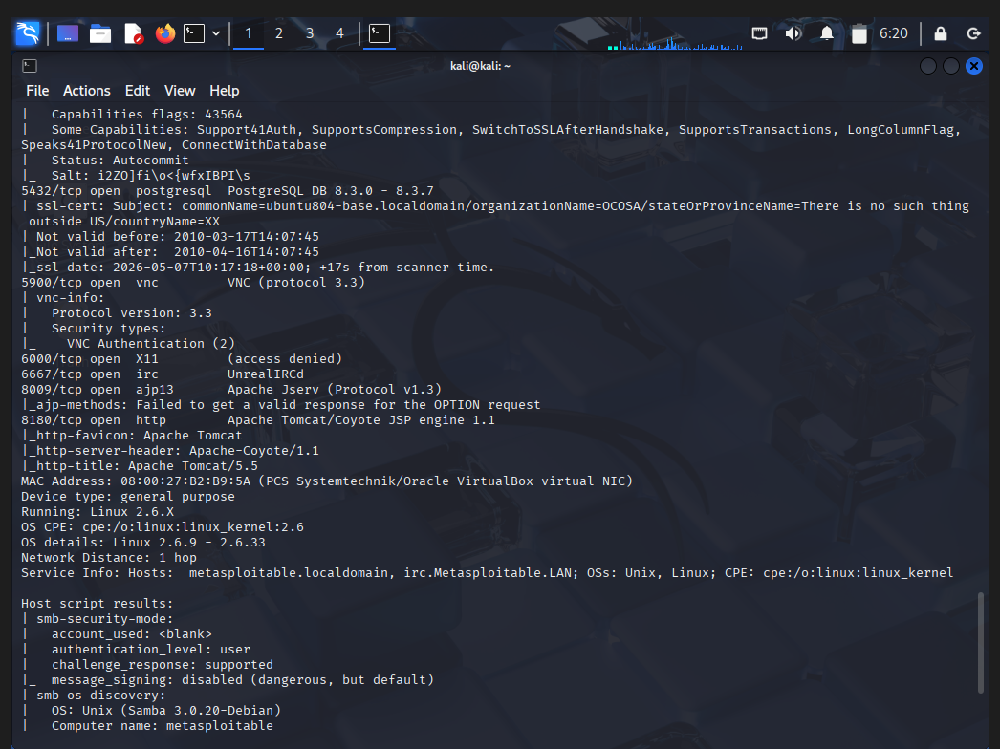 1 2 3 4 6:20
kali@kali: ~
File Actions Edit View Help
|   Capabilities flags: 43564
|   Some Capabilities: Support41Auth, SupportsCompression, SwitchToSSLAfterHandshake, SupportsTransactions, LongColumnFlag,
Speaks41ProtocolNew, ConnectWithDatabase
|   Status: Autocommit
|_  Salt: i2ZO]fi\o<{wfxIBPI\s
5432/tcp open  postgresql  PostgreSQL DB 8.3.0 - 8.3.7
| ssl-cert: Subject: commonName=ubuntu804-base.localdomain/organizationName=OCOSA/stateOrProvinceName=There is no such thing
 outside US/countryName=XX
| Not valid before: 2010-03-17T14:07:45
|_Not valid after:  2010-04-16T14:07:45
|_ssl-date: 2026-05-07T10:17:18+00:00; +17s from scanner time.
5900/tcp open  vnc         VNC (protocol 3.3)
| vnc-info:
|   Protocol version: 3.3
|   Security types:
|_    VNC Authentication (2)
6000/tcp open  X11         (access denied)
6667/tcp open  irc         UnrealIRCd
8009/tcp open  ajp13       Apache Jserv (Protocol v1.3)
|_ajp-methods: Failed to get a valid response for the OPTION request
8180/tcp open  http        Apache Tomcat/Coyote JSP engine 1.1
|_http-favicon: Apache Tomcat
|_http-server-header: Apache-Coyote/1.1
|_http-title: Apache Tomcat/5.5
MAC Address: 08:00:27:B2:B9:5A (PCS Systemtechnik/Oracle VirtualBox virtual NIC)
Device type: general purpose
Running: Linux 2.6.X
OS CPE: cpe:/o:linux:linux_kernel:2.6
OS details: Linux 2.6.9 - 2.6.33
Network Distance: 1 hop
Service Info: Hosts:  metasploitable.localdomain, irc.Metasploitable.LAN; OSs: Unix, Linux; CPE: cpe:/o:linux:linux_kernel

Host script results:
| smb-security-mode:
|   account_used: <blank>
|   authentication_level: user
|   challenge_response: supported
|_  message_signing: disabled (dangerous, but default)
| smb-os-discovery:
|   OS: Unix (Samba 3.0.20-Debian)
|   Computer name: metasploitable